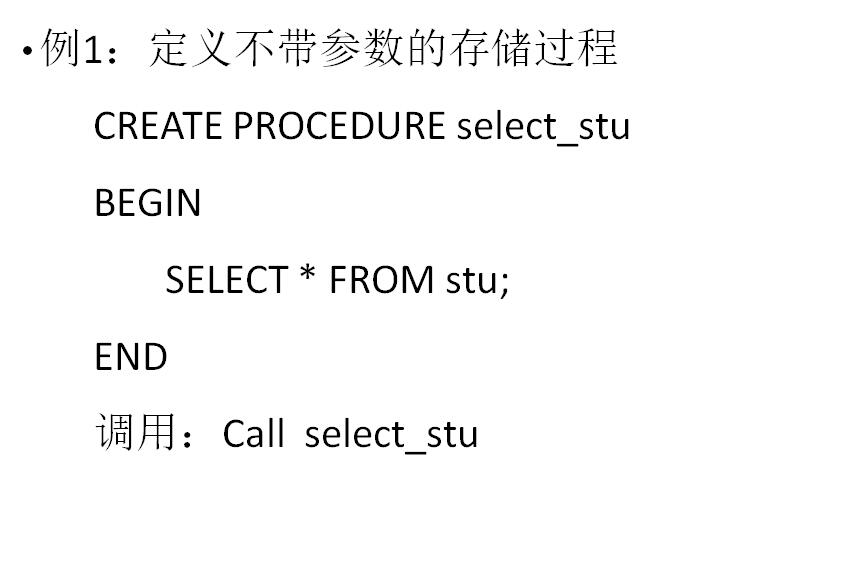 •例1：定义不带参数的存储过程
CREATE PROCEDURE select_stu
BEGIN
SELECT * FROM stu;
END
调用：Call select_stu